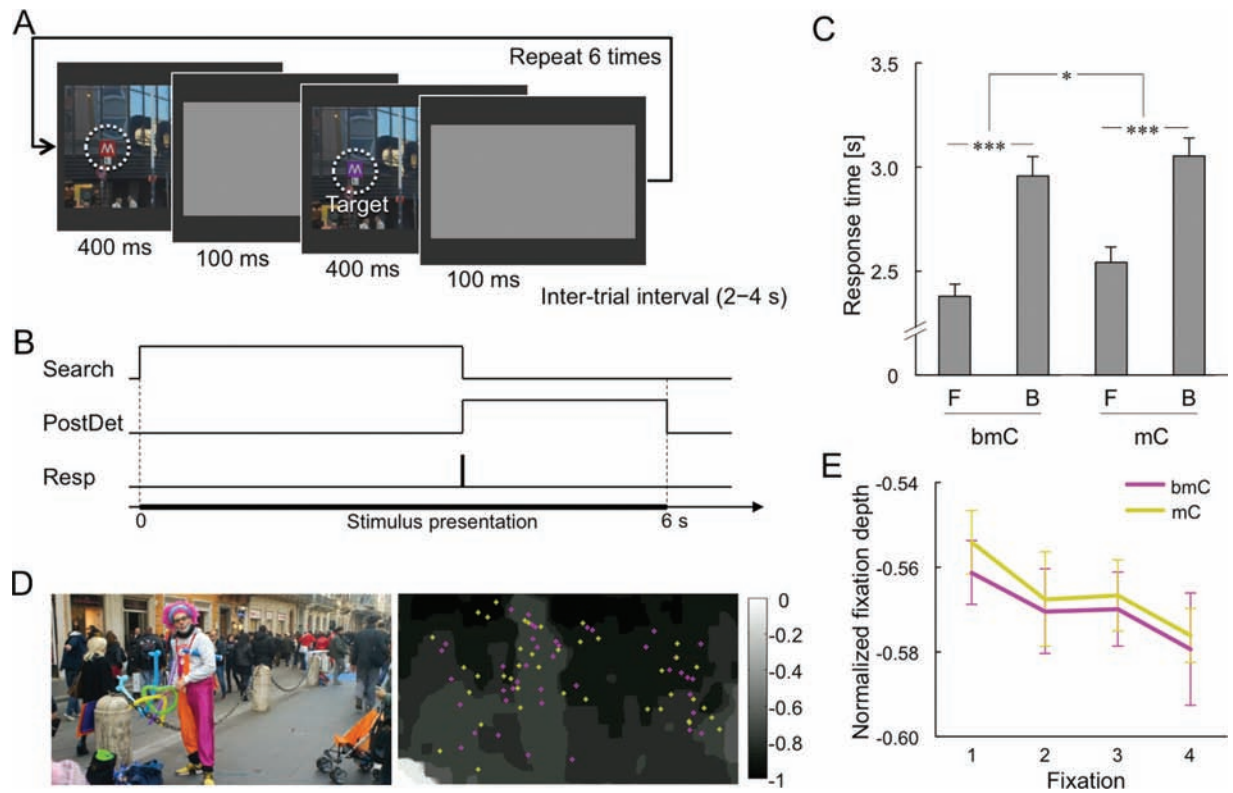 A
Repeat 6 times
W
W
Target
400 ms
100 ms
400 ms
100 ms
Inter-trial interval (2−4 s)
B
Search
PostDet
Resp
0
Stimulus presentation
6 s
C
Response time [s]
3.5
3.0
2.5
0
*
***
***
F
B
F
B
bmC
mC
D
0
-0.2
-0.4
-0.6
-0.8
-1
E
Normalized fixation depth
-0.54
-0.56
-0.58
-0.60
bmC
mC
1
2
3
4
Fixation